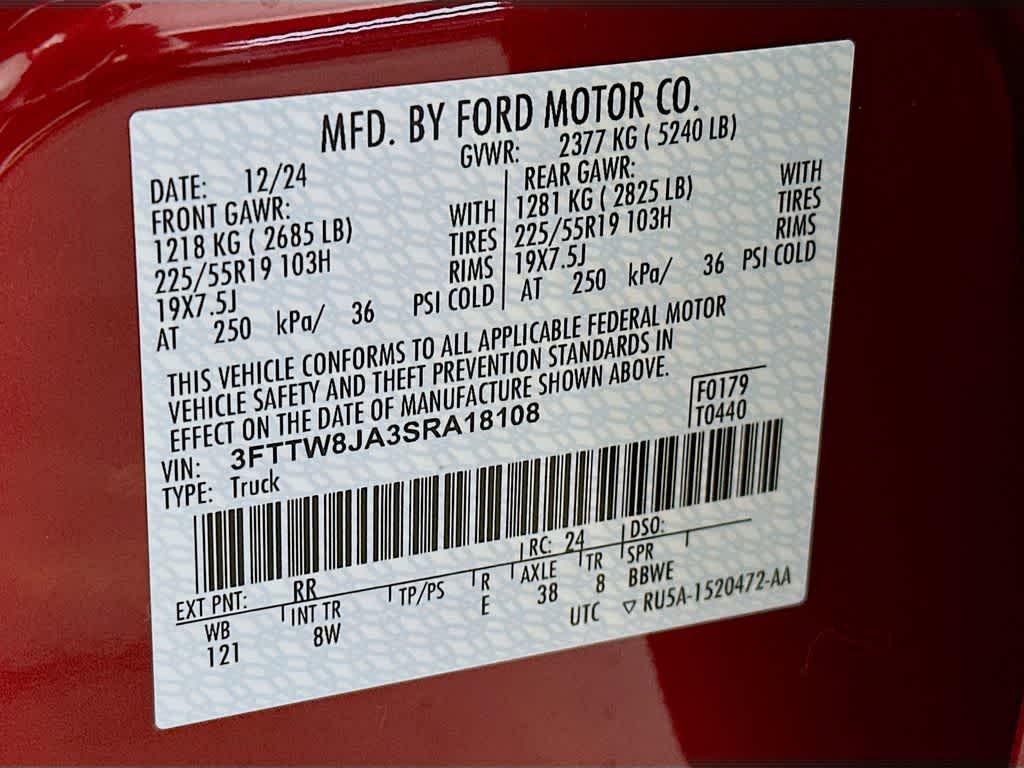 MFD. BY FORD MOTOR CO.
DATE: 12/24
GVWR: 2377 KG ( 5240 LB)
FRONT GAWR:
1218 KG ( 2685 LB) WITH
225/55R19 103H TIRES
19X7.5J RIMS
AT 250 kPa/ 36 PSI COLD
REAR GAWR:
1281 KG ( 2825 LB) WITH
225/55R19 103H TIRES
19X7.5J RIMS
AT 250 kPa/ 36 PSI COLD
THIS VEHICLE CONFORMS TO ALL APPLICABLE FEDERAL MOTOR
VEHICLE SAFETY AND THEFT PREVENTION STANDARDS IN
EFFECT ON THE DATE OF MANUFACTURE SHOWN ABOVE.
VIN: 3FTTW8JA3SRA18108
TYPE: Truck
F0179
T0440
EXT PNT: RR RC: 24 DSO:
WB INT TR TP/PS R AXLE TR SPR
121 8W E 38 8 BBWE
UTC ▽ RU5A-1520472-AA